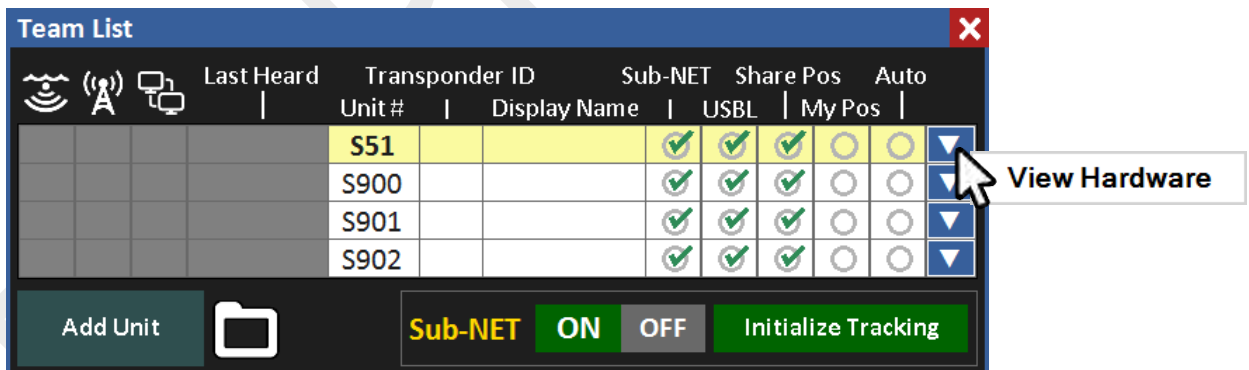 Team List
Last Heard Transponder ID Sub-NET Share Pos Auto
Unit # Display Name USBL My Pos
S51
View Hardware
S900
S901
S902
Add Unit Sub-NET ON OFF Initialize Tracking